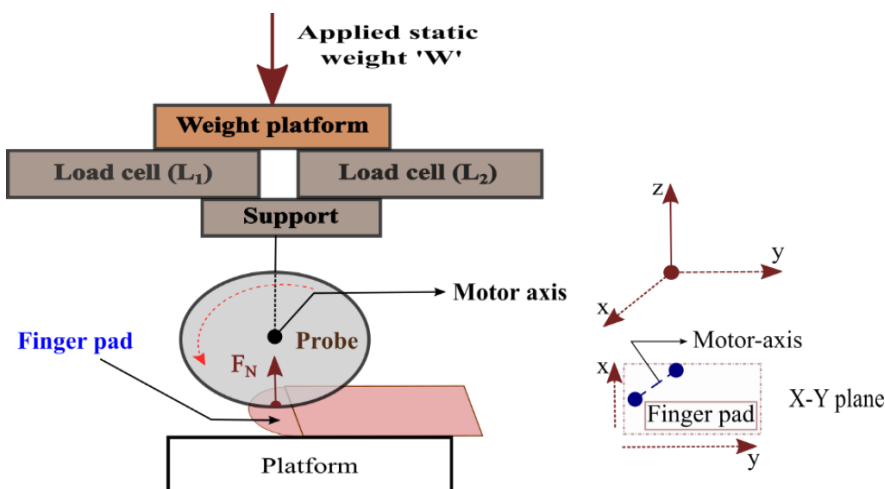 Applied static
weight 'W'
Weight platform
Load cell (L₁)
Load cell (L₂)
Support
Motor axis
Finger pad
Probe
F_N
Platform
z
y
x
Motor-axis
x
Finger pad
X-Y plane
y